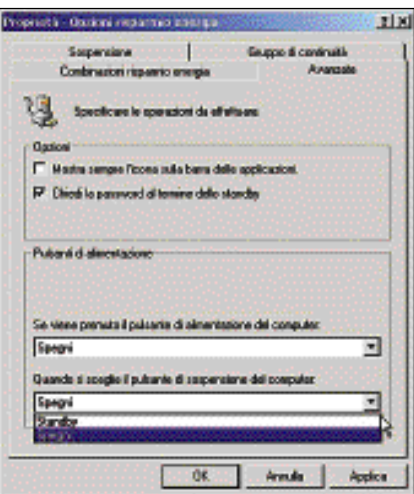 Proprietà - Opzioni risparmio energia
Sospensione
Gruppo di continuità
Combinazioni risparmio energia
Avanzate
Specificare le operazioni da effettuare.
Opzioni
Mostra sempre l'icona sulla barra delle applicazioni.
Chiedi la password al termine dello standby
Pulsanti di alimentazione
Se viene premuto il pulsante di alimentazione del computer:
Spegni
Quando si sceglie il pulsante di sospensione del computer:
Spegni
Standby
Spegni
OK
Annulla
Applica